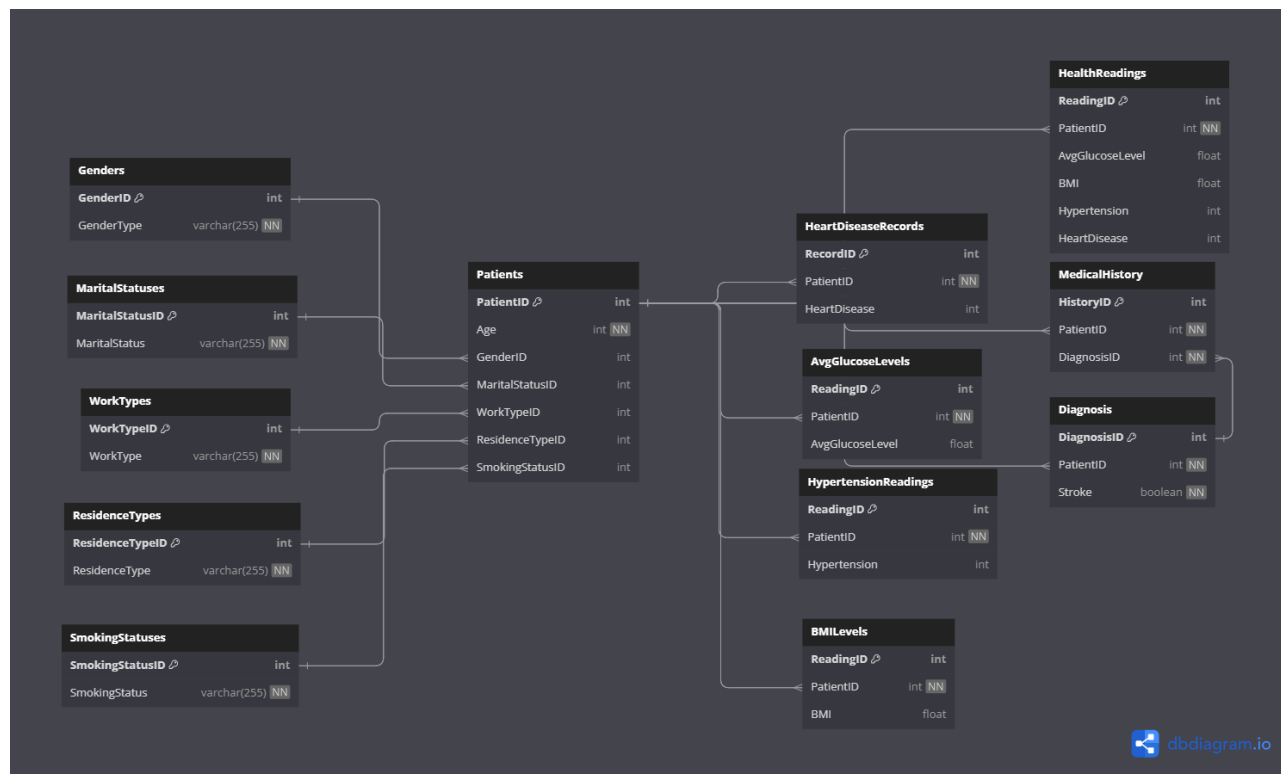 Genders
GenderID int
GenderType varchar(255) NN
MaritalStatuses
MaritalStatusID int
MaritalStatus varchar(255) NN
WorkTypes
WorkTypeID int
WorkType varchar(255) NN
ResidenceTypes
ResidenceTypeID int
ResidenceType varchar(255) NN
SmokingStatuses
SmokingStatusID int
SmokingStatus varchar(255) NN
Patients
PatientID int
Age int NN
GenderID int
MaritalStatusID int
WorkTypeID int
ResidenceTypeID int
SmokingStatusID int
HeartDiseaseRecords
RecordID int
PatientID int NN
HeartDisease int
AvgGlucoseLevels
ReadingID int
PatientID int NN
AvgGlucoseLevel float
HypertensionReadings
ReadingID int
PatientID int NN
Hypertension int
BMILevels
ReadingID int
PatientID int NN
BMI float
HealthReadings
ReadingID int
PatientID int NN
AvgGlucoseLevel float
BMI float
Hypertension int
HeartDisease int
MedicalHistory
HistoryID int
PatientID int NN
DiagnosisID int NN
Diagnosis
DiagnosisID int
PatientID int NN
Stroke boolean NN
dbdiagram.io